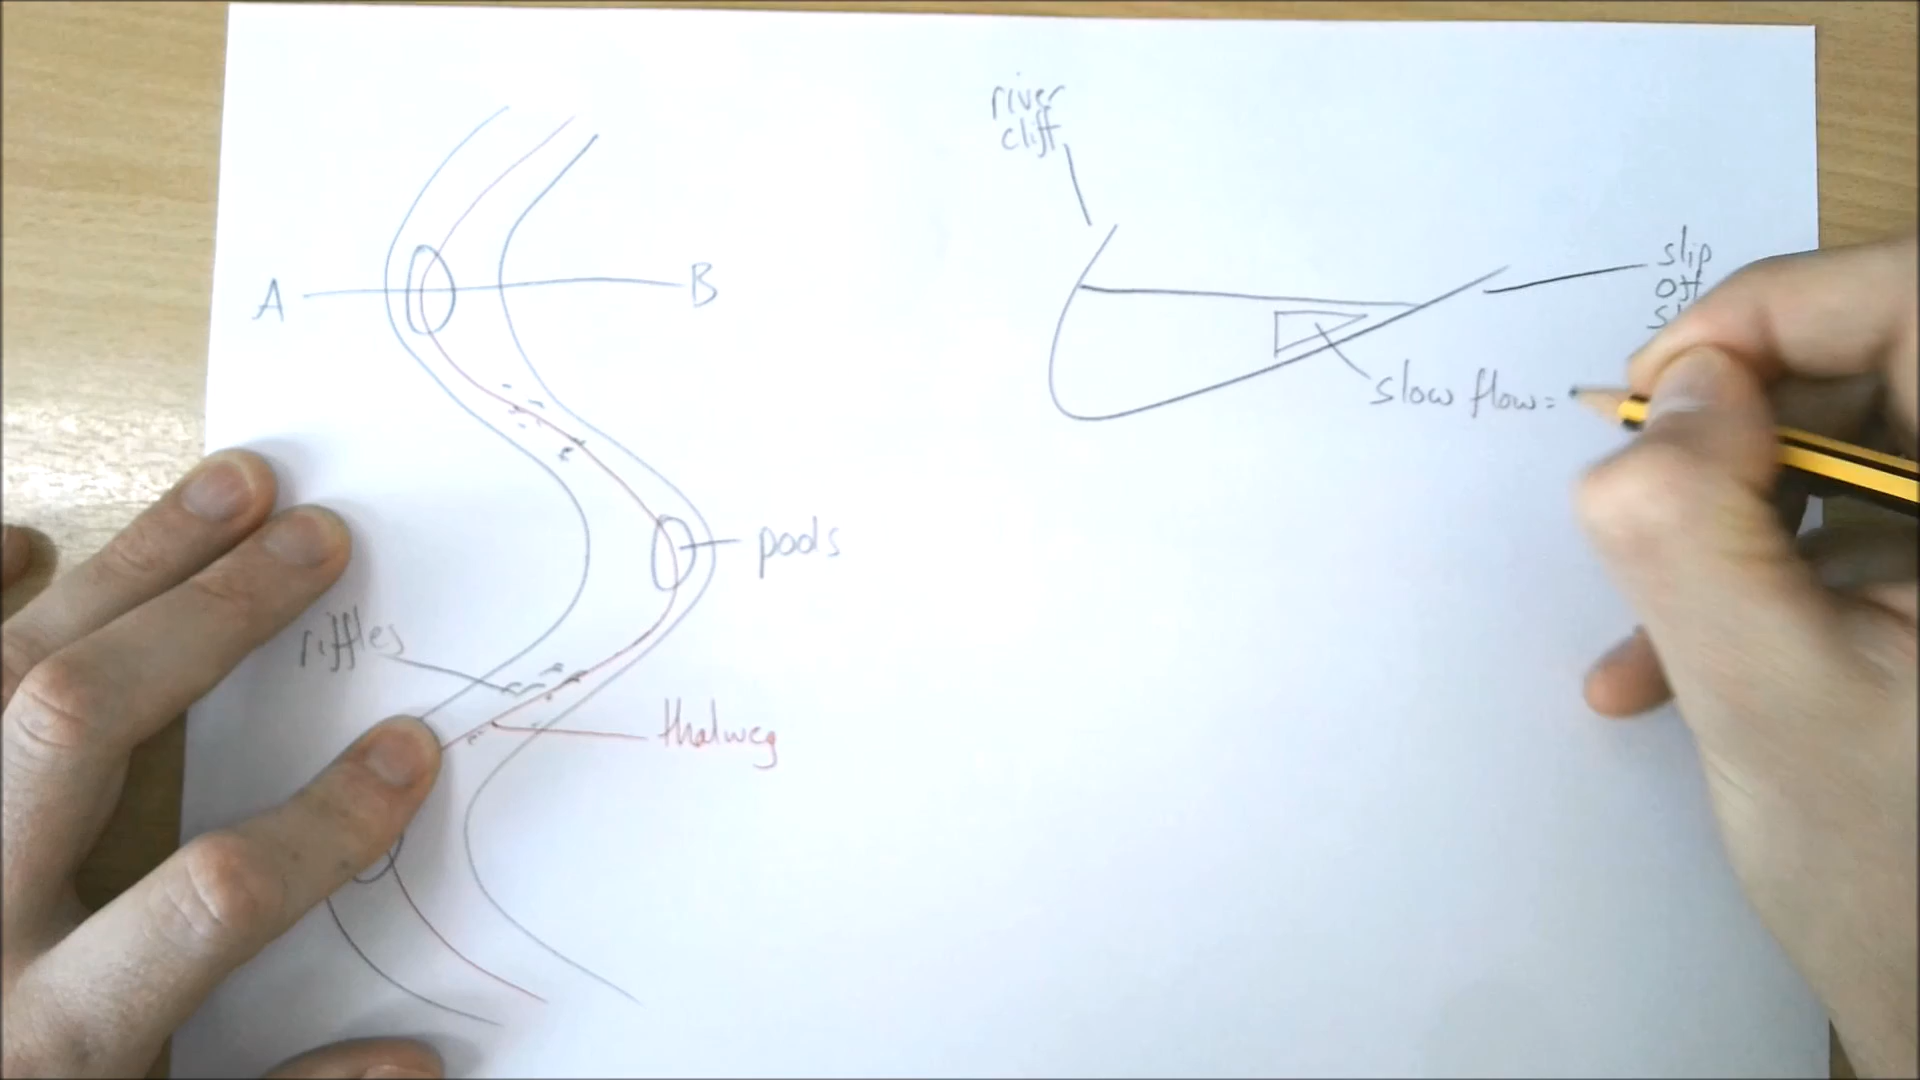 A
B
pools
riffles
thalweg
river
cliff
slip
off
slow flow=